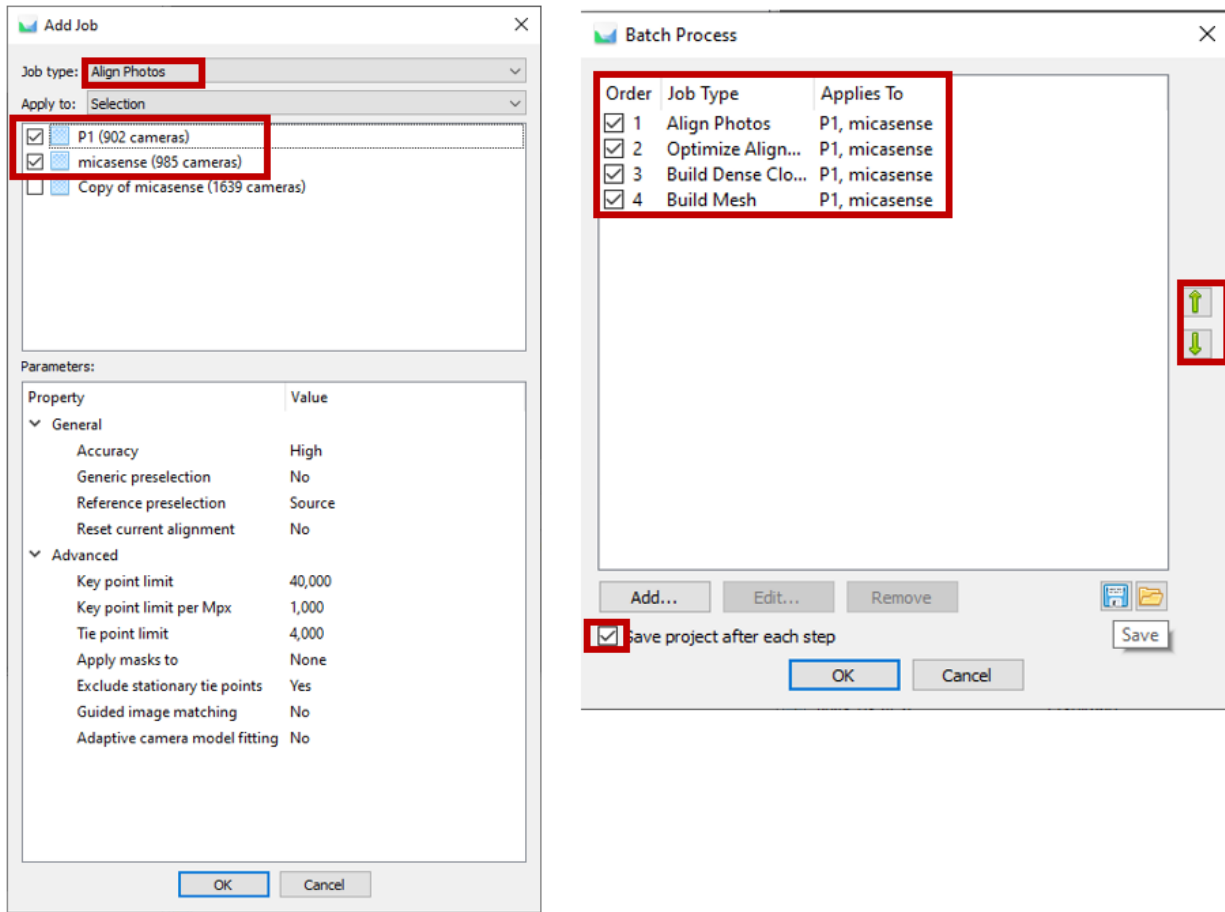 Add Job
Job type: Align Photos
Apply to: Selection
P1 (902 cameras)
micasense (985 cameras)
Copy of micasense (1639 cameras)
Parameters:
Property Value
General
Accuracy High
Generic preselection No
Reference preselection Source
Reset current alignment No
Advanced
Key point limit 40,000
Key point limit per Mpx 1,000
Tie point limit 4,000
Apply masks to None
Exclude stationary tie points Yes
Guided image matching No
Adaptive camera model fitting No
OK Cancel
Batch Process
Order Job Type Applies To
1 Align Photos P1, micasense
2 Optimize Align... P1, micasense
3 Build Dense Clo... P1, micasense
4 Build Mesh P1, micasense
Add... Edit... Remove
Save project after each step Save
OK Cancel